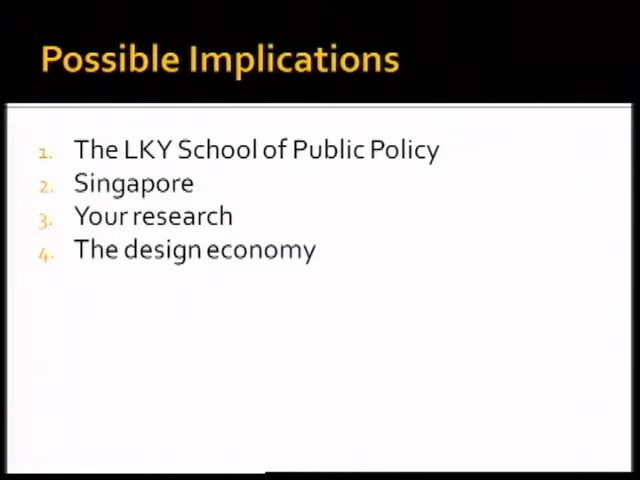 Possible Implications
1. The LKY School of Public Policy
2. Singapore
3. Your research
4. The design economy